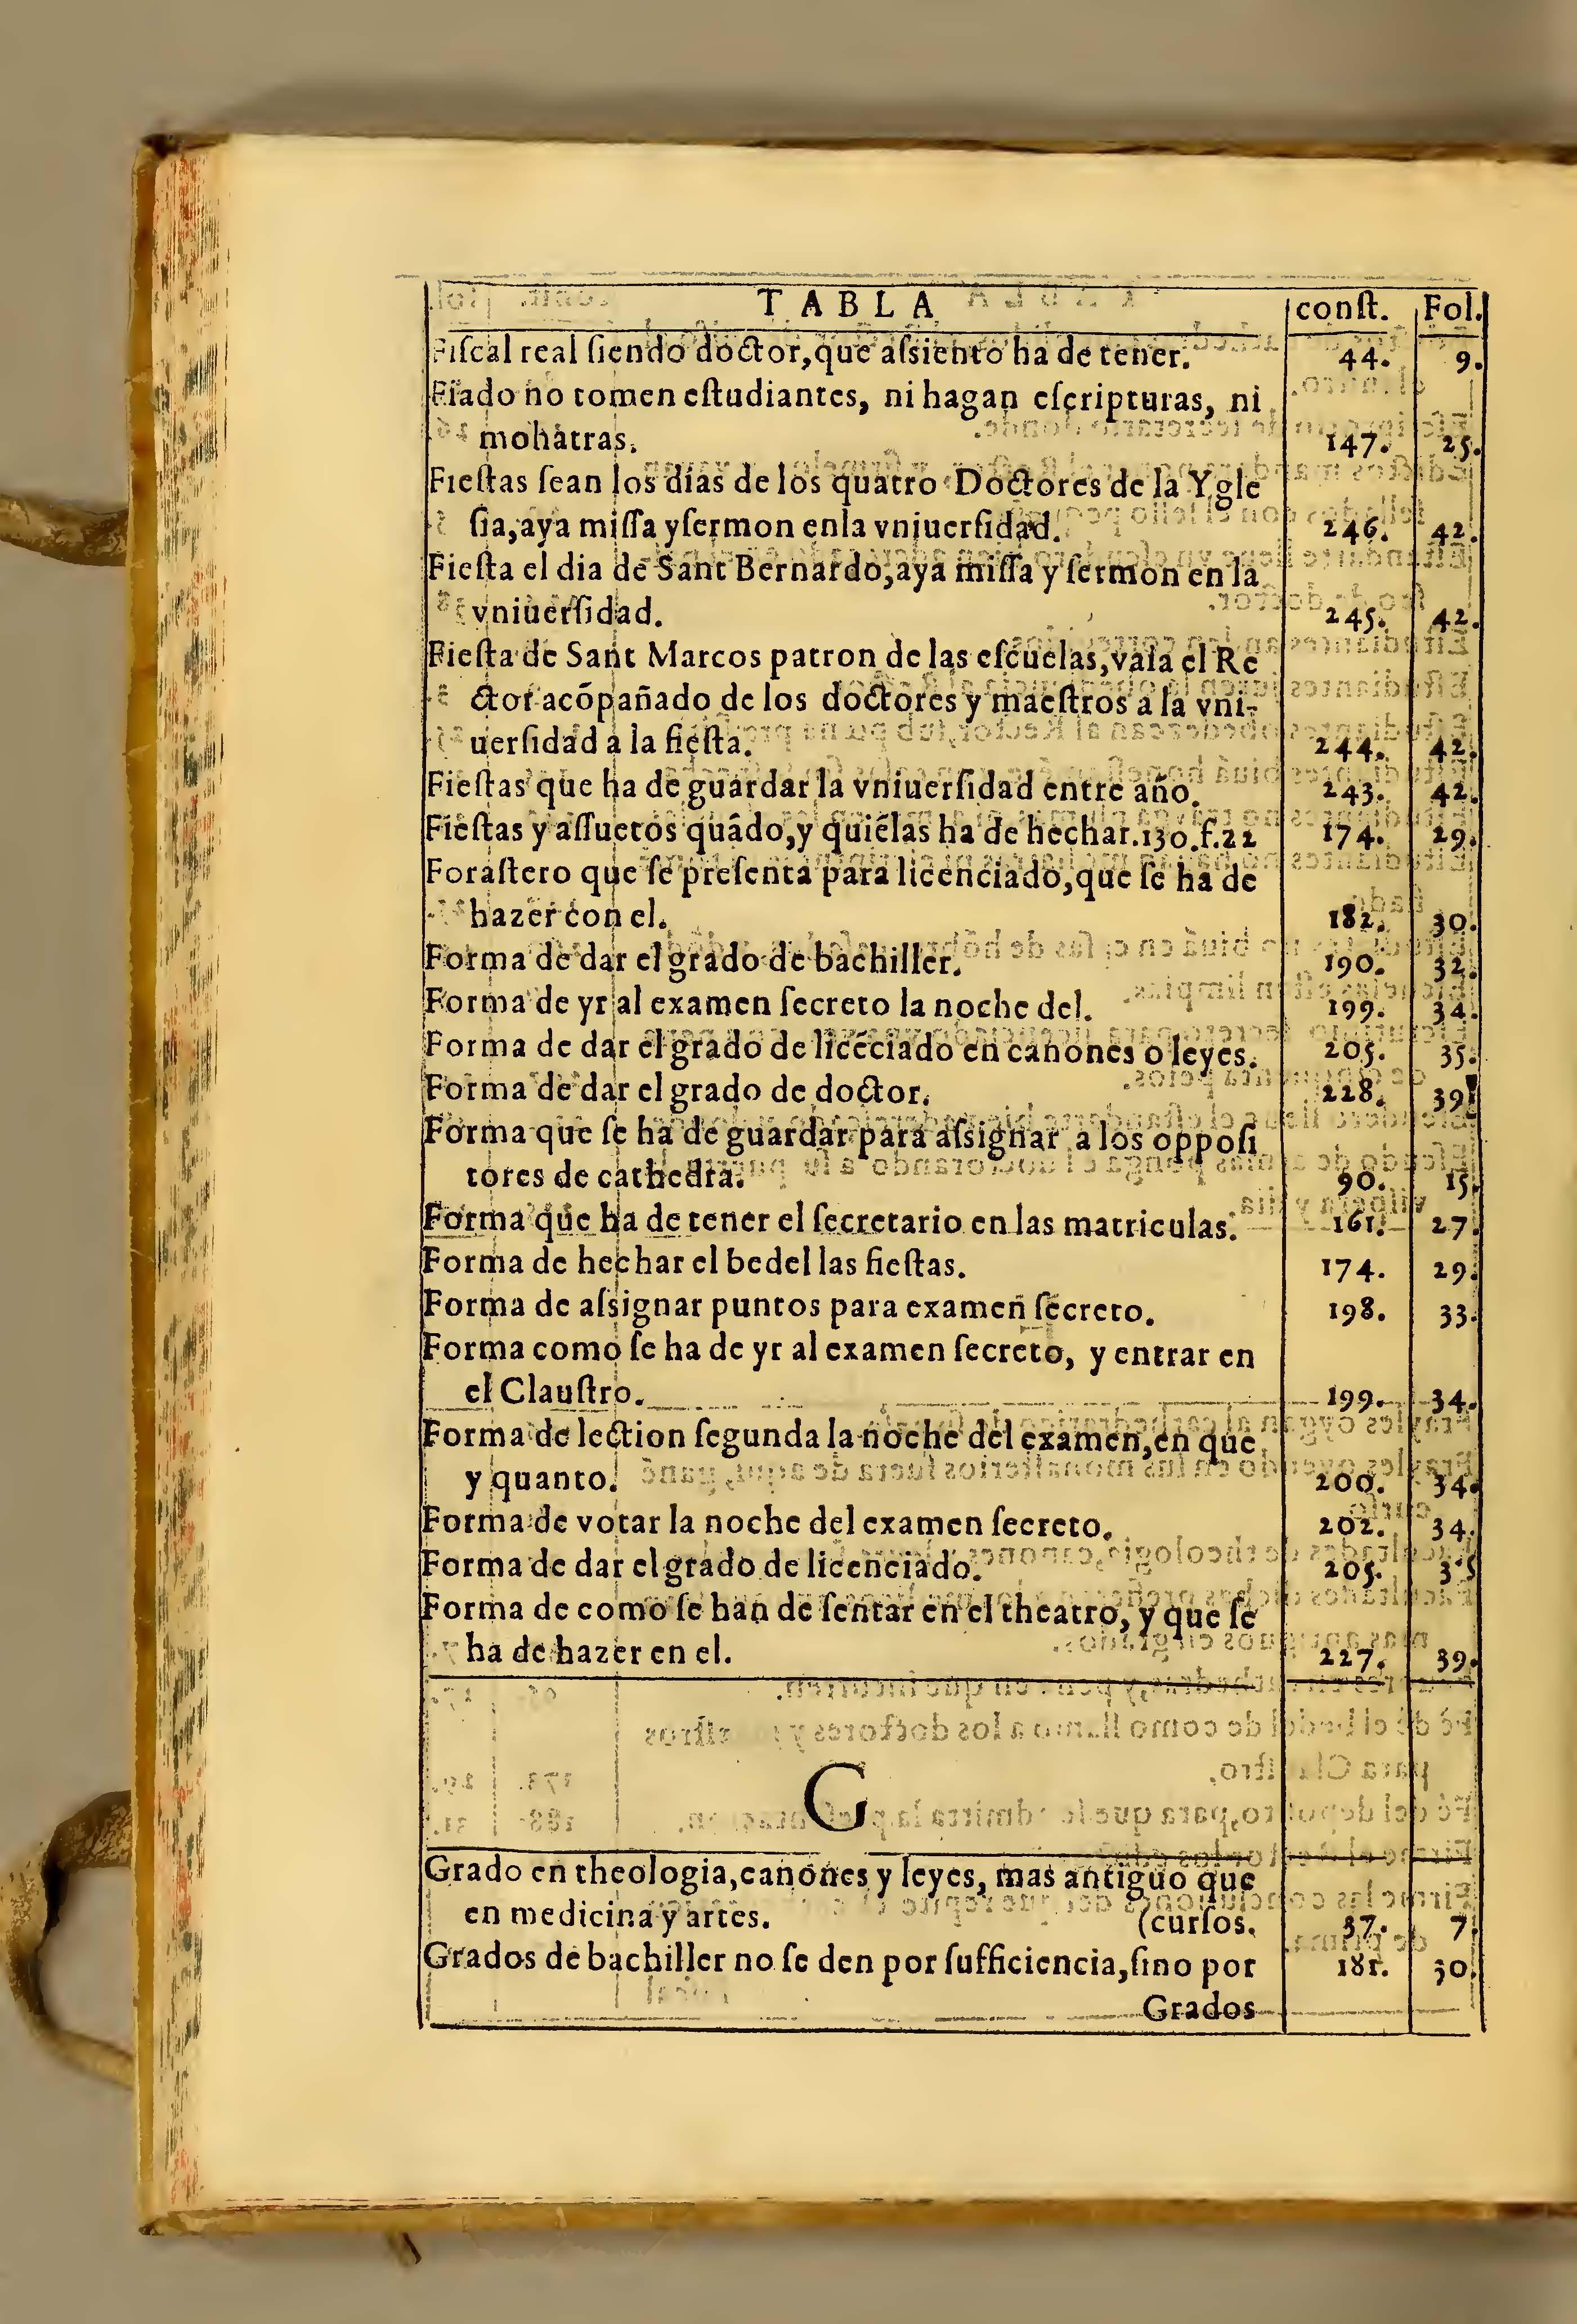 TABLA const. Fol.
Fiscal real siendo doctor, que assiento ha de tener. 44. 9.
Fiado no tomen estudiantes, ni hagan escripturas, ni
mohatras. 147. 25.
Fiestas sean los dias de los quatro Doctores de la Ygle
sia, aya missa y sermon en la vniuersidad. 246. 42.
Fiesta el dia de Sant Bernardo, aya missa y sermon en la
vniuersidad. 245. 42.
Fiesta de Sant Marcos patron de las escuelas, vaia el Re
ctor acõpañado de los doctores y maestros a la vni-
uersidad a la fiesta. 244. 42.
Fiestas que ha de guardar la vniuersidad entre año. 243. 42.
Fiestas y assuetos quãdo, y quiẽ las ha de hechar. 130. f. 22 174. 29.
Forastero que se presenta para licenciado, que se ha de
hazer con el. 182. 30.
Forma de dar el grado de bachiller. 190. 32.
Forma de yr al examen secreto la noche del. 199. 34.
Forma de dar el grado de licẽciado en canones o leyes. 205. 35.
Forma de dar el grado de doctor. 228. 39.
Forma que se ha de guardar para assignar a los opposi
tores de cathedra. 90. 15.
Forma que ha de tener el secretario en las matriculas. 161. 27.
Forma de hechar el bedel las fiestas. 174. 29.
Forma de assignar puntos para examen secreto. 198. 33.
Forma como se ha de yr al examen secreto, y entrar en
el Claustro. 199. 34.
Forma de lection segunda la noche del examen, en que
y quanto. 200. 34.
Forma de votar la noche del examen secreto. 202. 34.
Forma de dar el grado de licenciado. 205. 35
Forma de como se han de sentar en el theatro, y que se
ha de hazer en el. 227. 39.
G
Grado en theologia, canones y leyes, mas antiguo que
en medicina y artes. (cursos. 37. 7.
Grados de bachiller no se den por sufficiencia, sino por 181. 30.
Grados